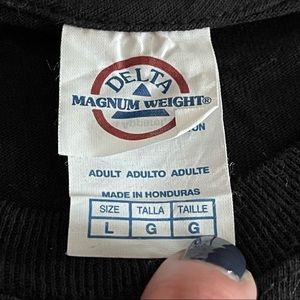 DELTA
MAGNUM WEIGHT®
ADULT ADULTO ADULTE
MADE IN HONDURAS
SIZE TALLA TAILLE
L G G